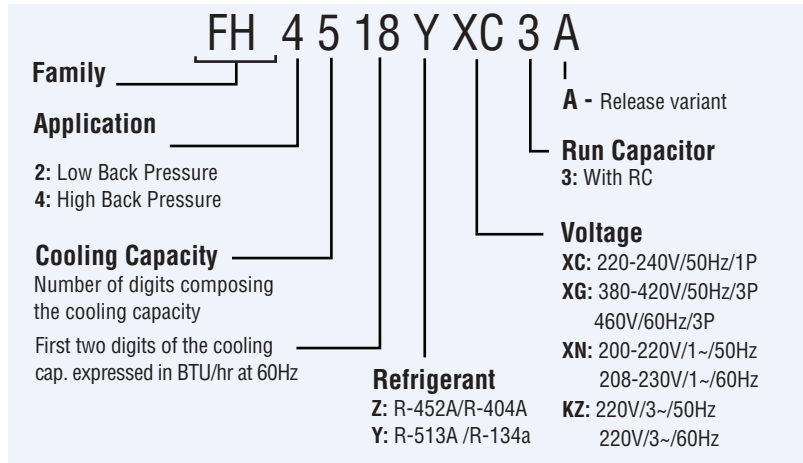 FH 4 5 18 Y XC 3 A
Family
Application
2: Low Back Pressure
4: High Back Pressure
Cooling Capacity
Number of digits composing
the cooling capacity
First two digits of the cooling
cap. expressed in BTU/hr at 60Hz
Refrigerant
Z: R-452A/R-404A
Y: R-513A /R-134a
A - Release variant
Run Capacitor
3: With RC
Voltage
XC: 220-240V/50Hz/1P
XG: 380-420V/50Hz/3P
460V/60Hz/3P
XN: 200-220V/1~/50Hz
208-230V/1~/60Hz
KZ: 220V/3~/50Hz
220V/3~/60Hz